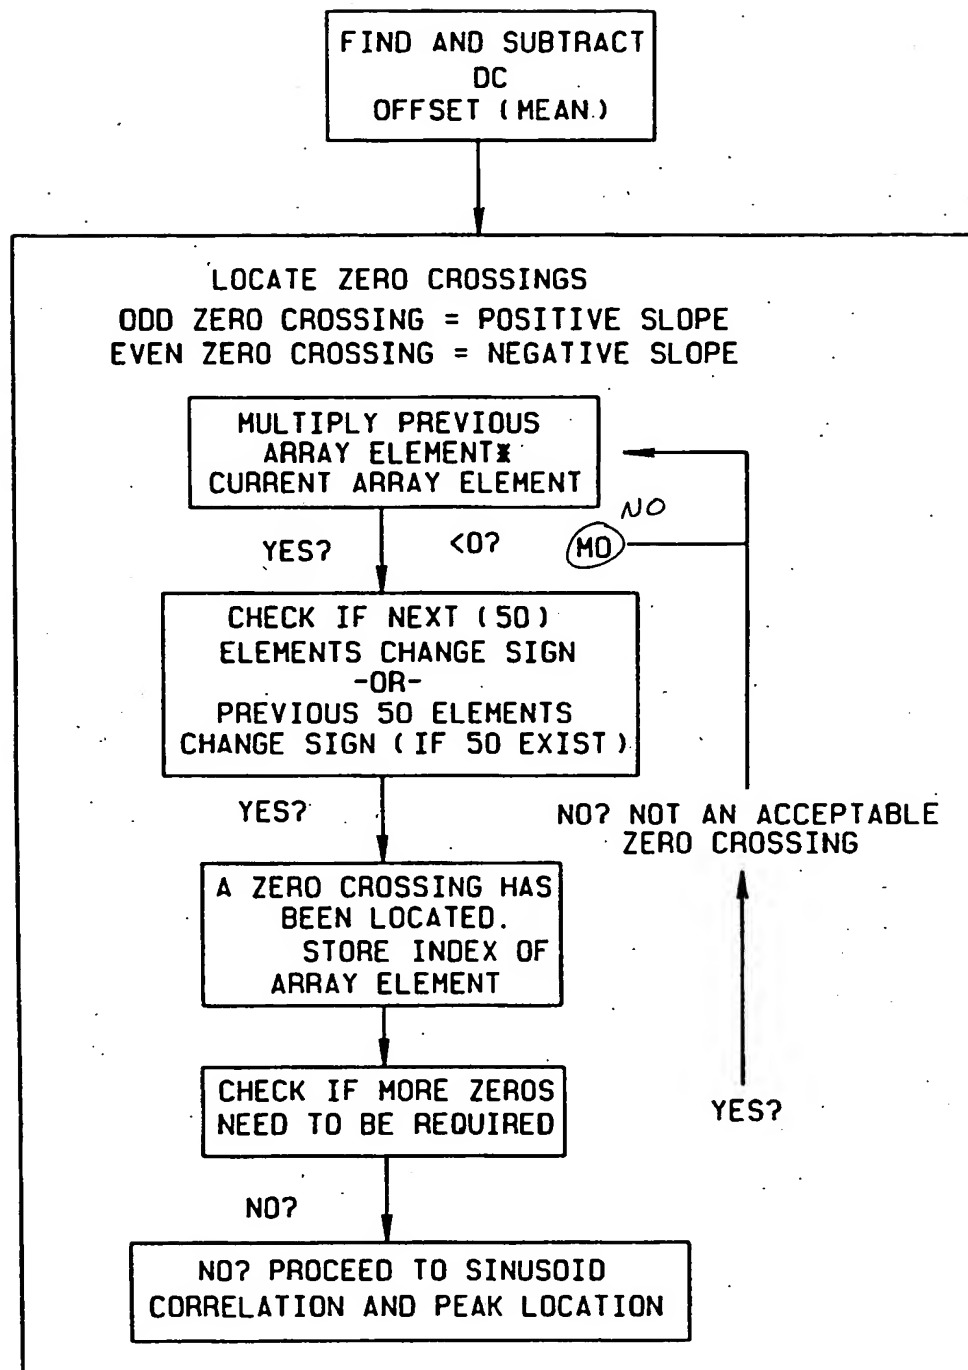 FIND AND SUBTRACT
DC
OFFSET (MEAN.)
LOCATE ZERO CROSSINGS
ODD ZERO CROSSING = POSITIVE SLOPE
EVEN ZERO CROSSING = NEGATIVE SLOPE
MULTIPLY PREVIOUS
ARRAY ELEMENT*
CURRENT ARRAY ELEMENT
NO
YES? <0? MO
CHECK IF NEXT (50)
ELEMENTS CHANGE SIGN
-OR-
PREVIOUS 50 ELEMENTS
CHANGE SIGN (IF 50 EXIST)
YES?
NO? NOT AN ACCEPTABLE
ZERO CROSSING
A ZERO CROSSING HAS
BEEN LOCATED.
STORE INDEX OF
ARRAY ELEMENT
CHECK IF MORE ZEROS
NEED TO BE REQUIRED
YES?
NO?
NO? PROCEED TO SINUSOID
CORRELATION AND PEAK LOCATION